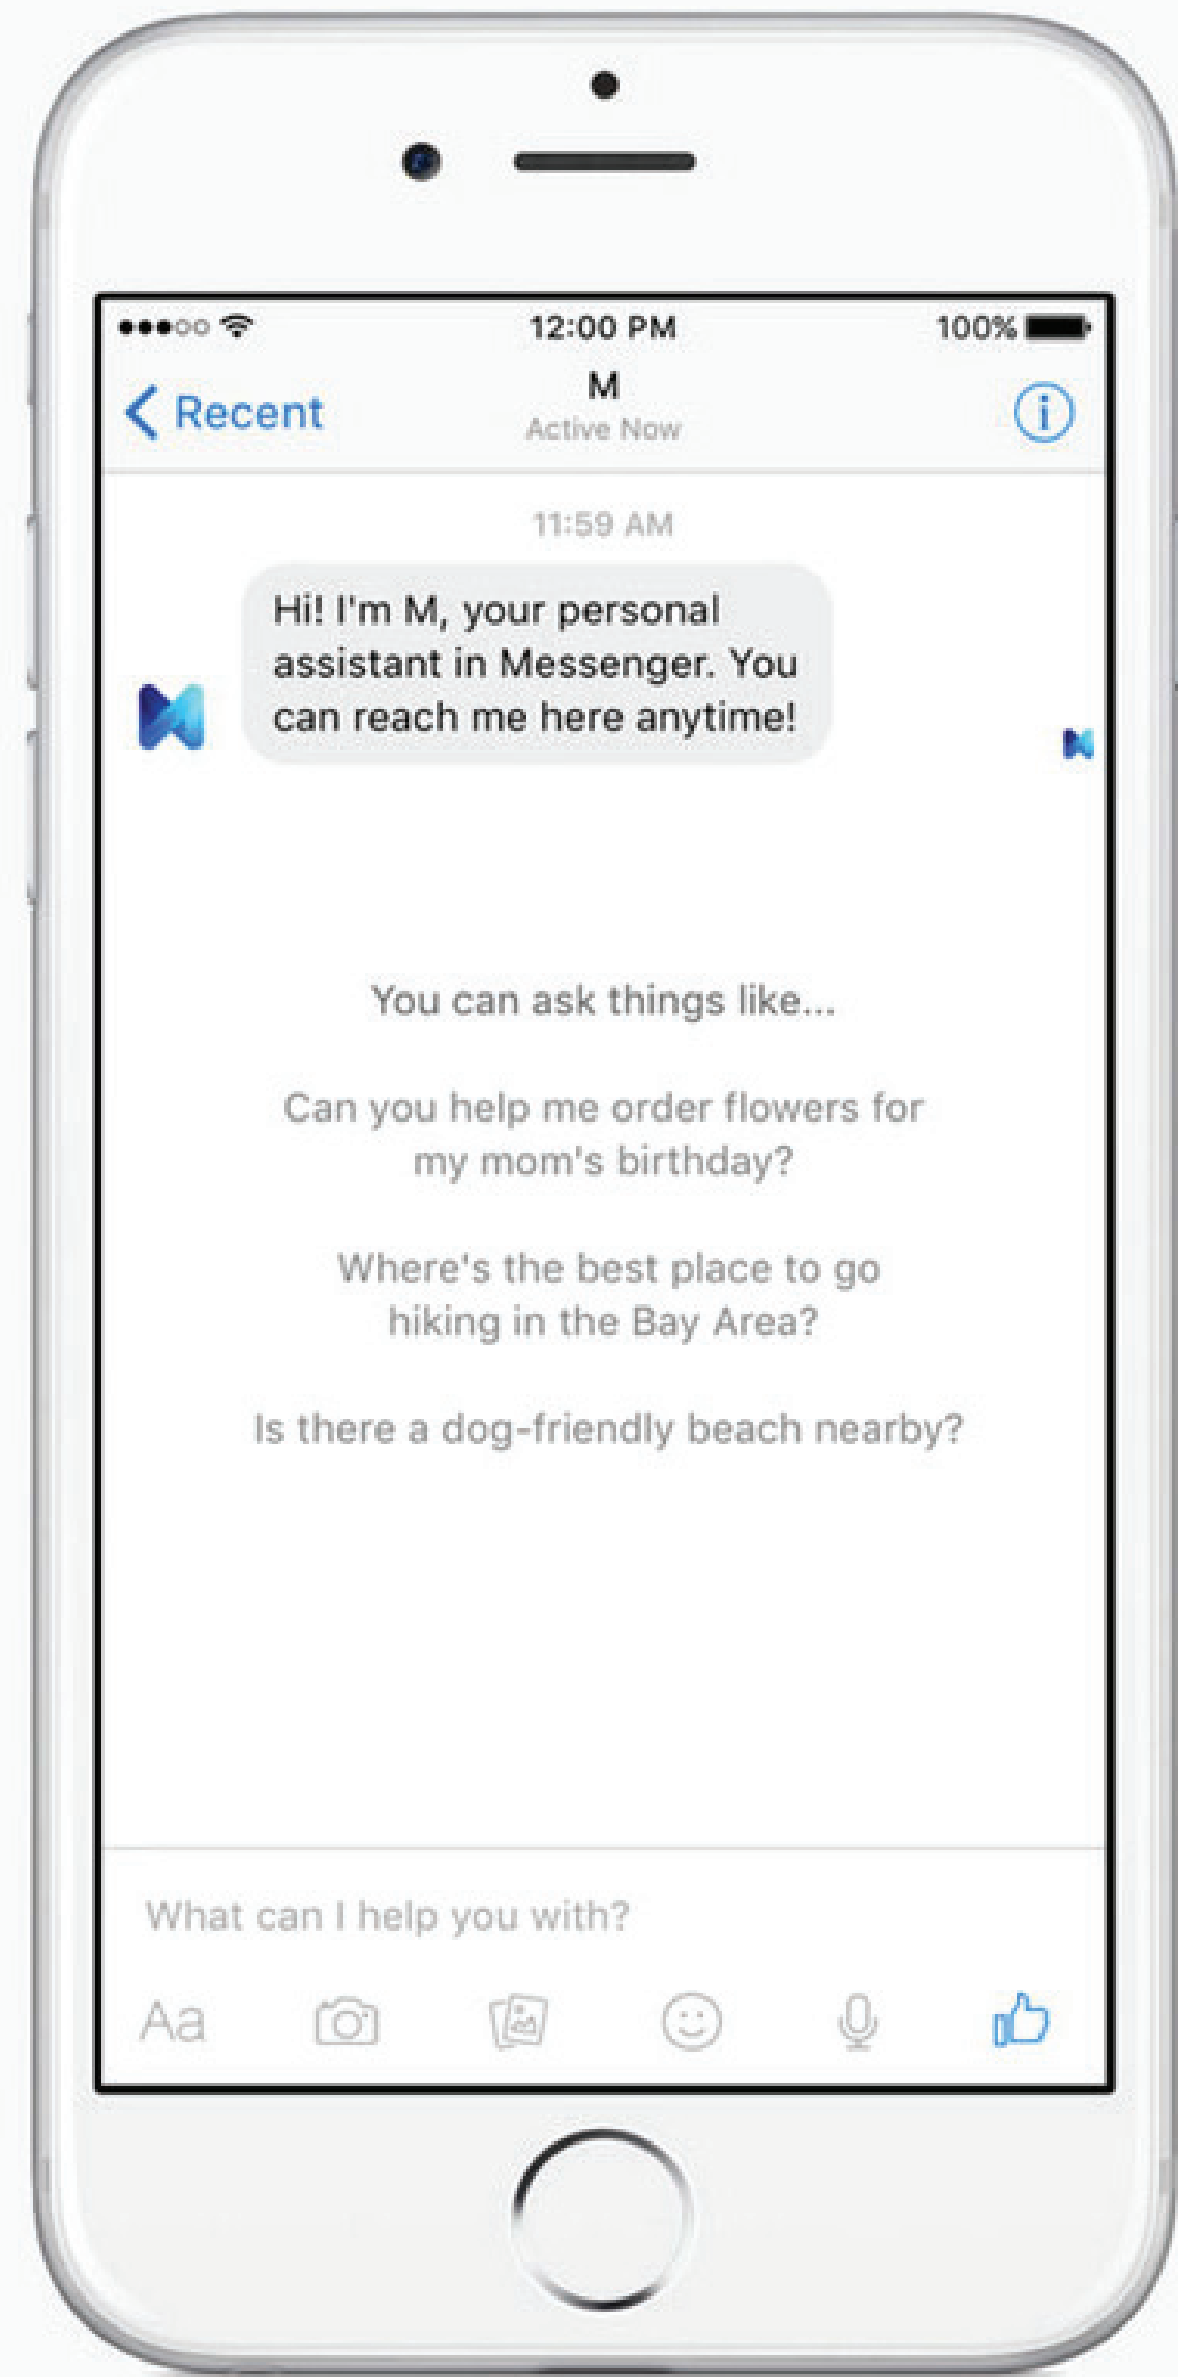 12:00 PM
100%
Recent
M
Active Now
11:59 AM
Hi! I'm M, your personal
assistant in Messenger. You
can reach me here anytime!
You can ask things like...
Can you help me order flowers for
my mom's birthday?
Where's the best place to go
hiking in the Bay Area?
Is there a dog-friendly beach nearby?
What can I help you with?
Aa